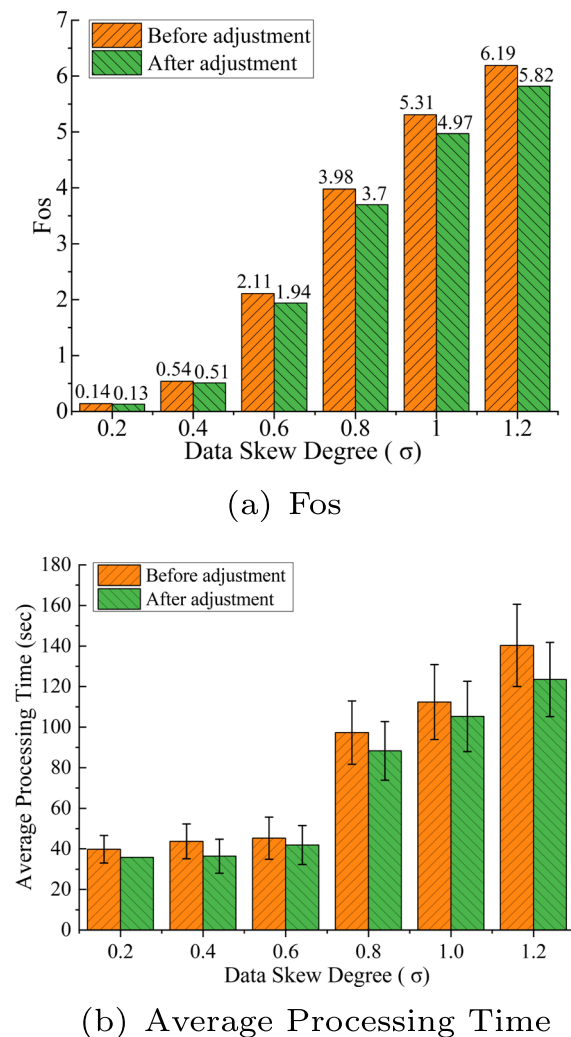 7
6
5
4
3
2
1
0
Fos
Before adjustment
After adjustment
0.14 0.13
0.54 0.51
2.11 1.94
3.98 3.7
5.31 4.97
6.19 5.82
0.2 0.4 0.6 0.8 1 1.2
Data Skew Degree ( σ)
(a) Fos
180
160
140
120
100
80
60
40
20
0
Average Processing Time (sec)
Before adjustment
After adjustment
0.2 0.4 0.6 0.8 1.0 1.2
Data Skew Degree ( σ)
(b) Average Processing Time